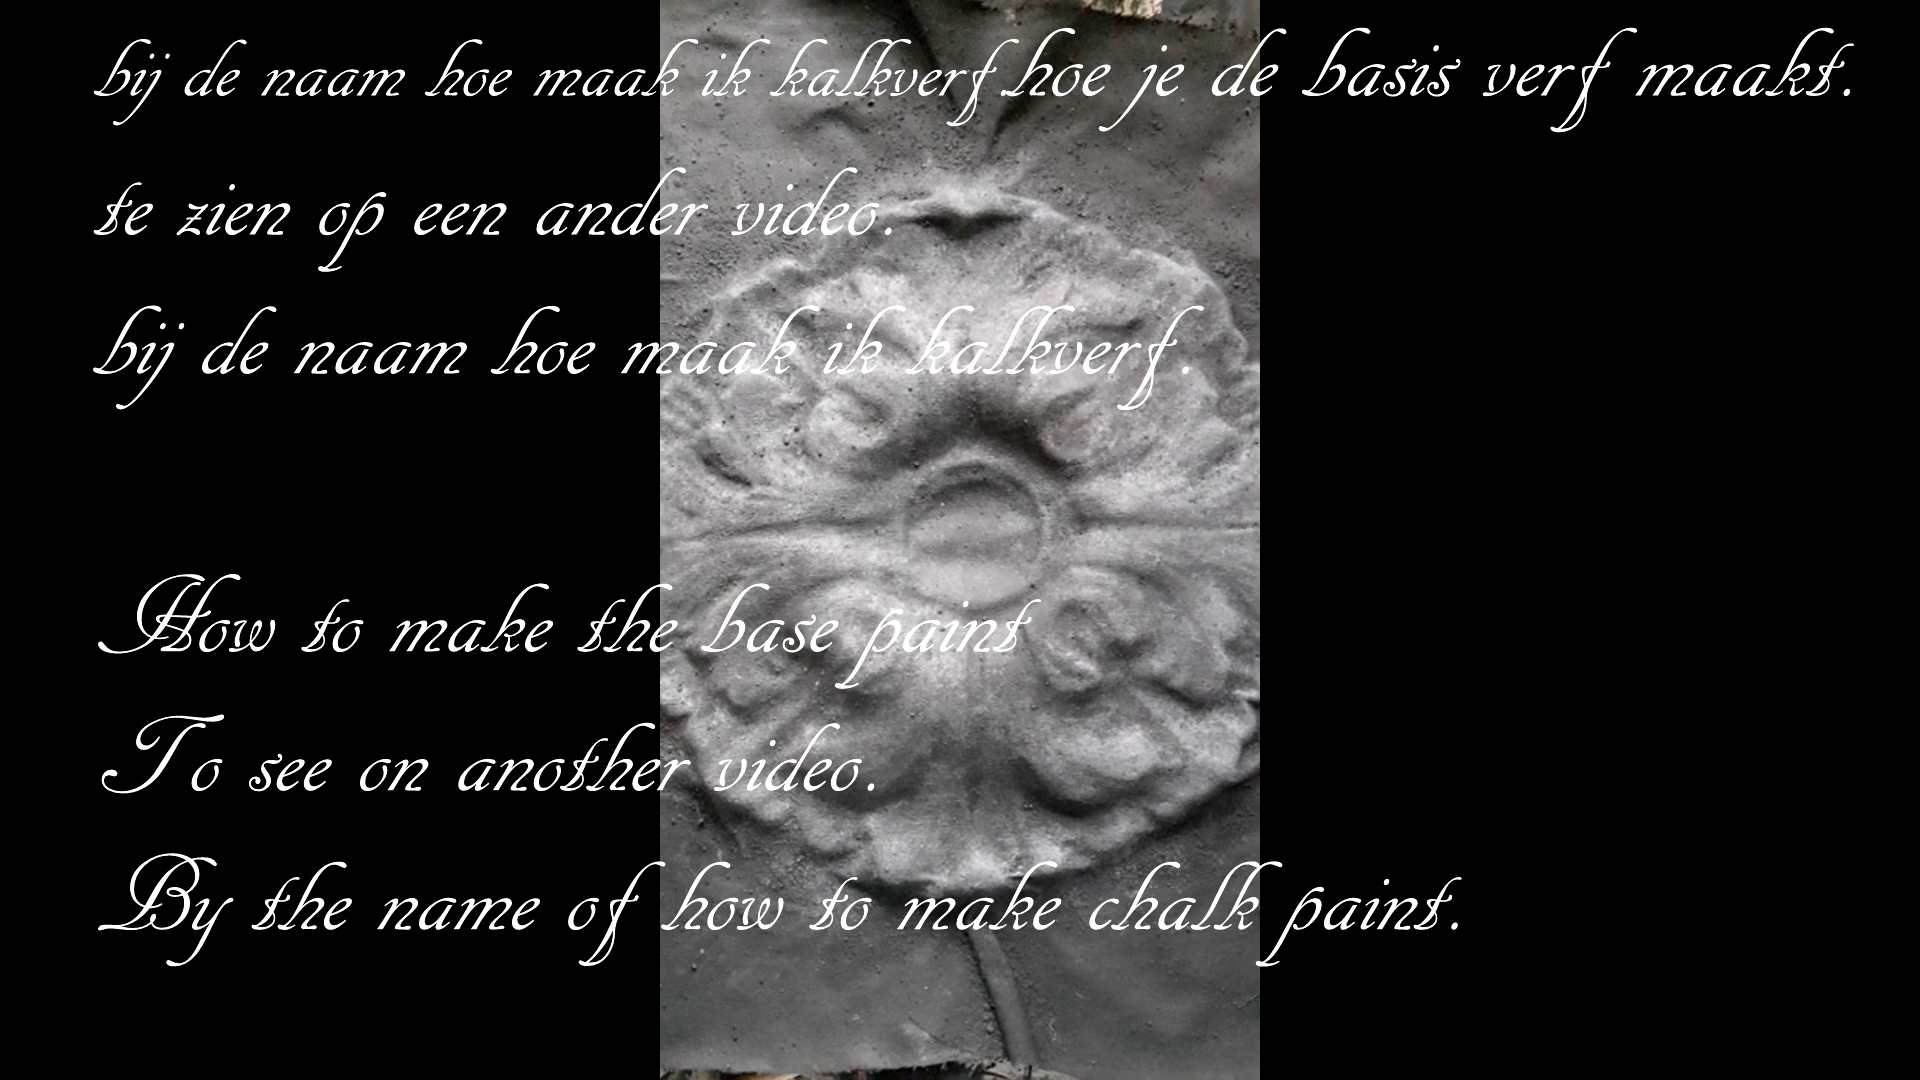 bij de naam hoe maak ik kalkverf.hoe je de basis verf maakt.
te zien op een ander video.
bij de naam hoe maak ik kalkverf.
How to make the base paint
To see on another video.
By the name of how to make chalk paint.